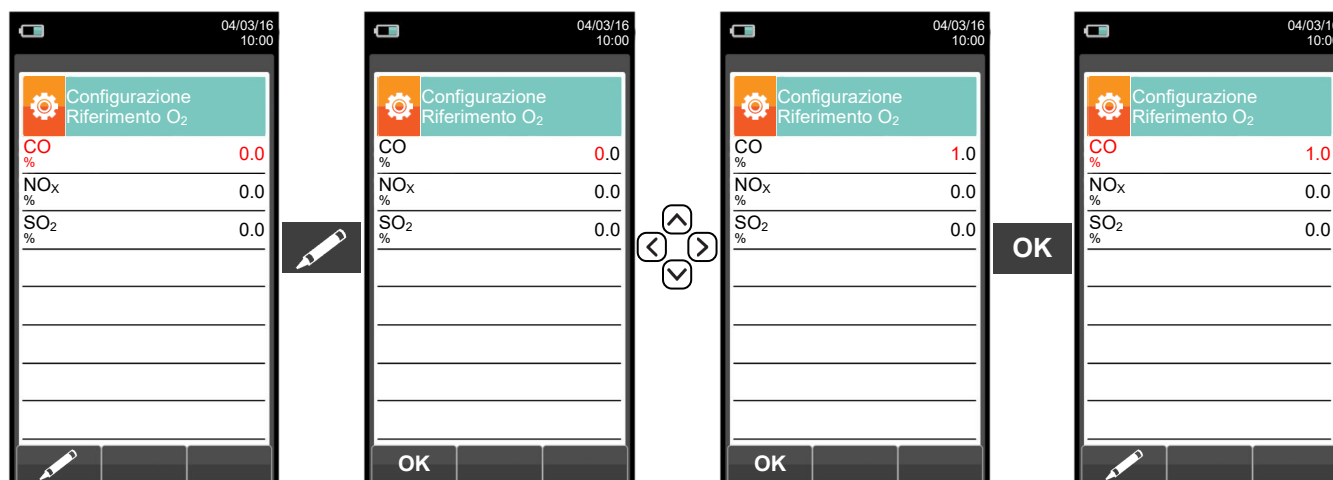 04/03/16
10:00
Configurazione
Riferimento O₂
CO 0.0
%
NOₓ 0.0
%
SO₂ 0.0
%
04/03/16
10:00
Configurazione
Riferimento O₂
CO 0.0
%
NOₓ 0.0
%
SO₂ 0.0
%
OK
04/03/16
10:00
Configurazione
Riferimento O₂
CO 1.0
%
NOₓ 0.0
%
SO₂ 0.0
%
OK
OK
04/03/16
10:00
Configurazione
Riferimento O₂
CO 1.0
%
NOₓ 0.0
%
SO₂ 0.0
%